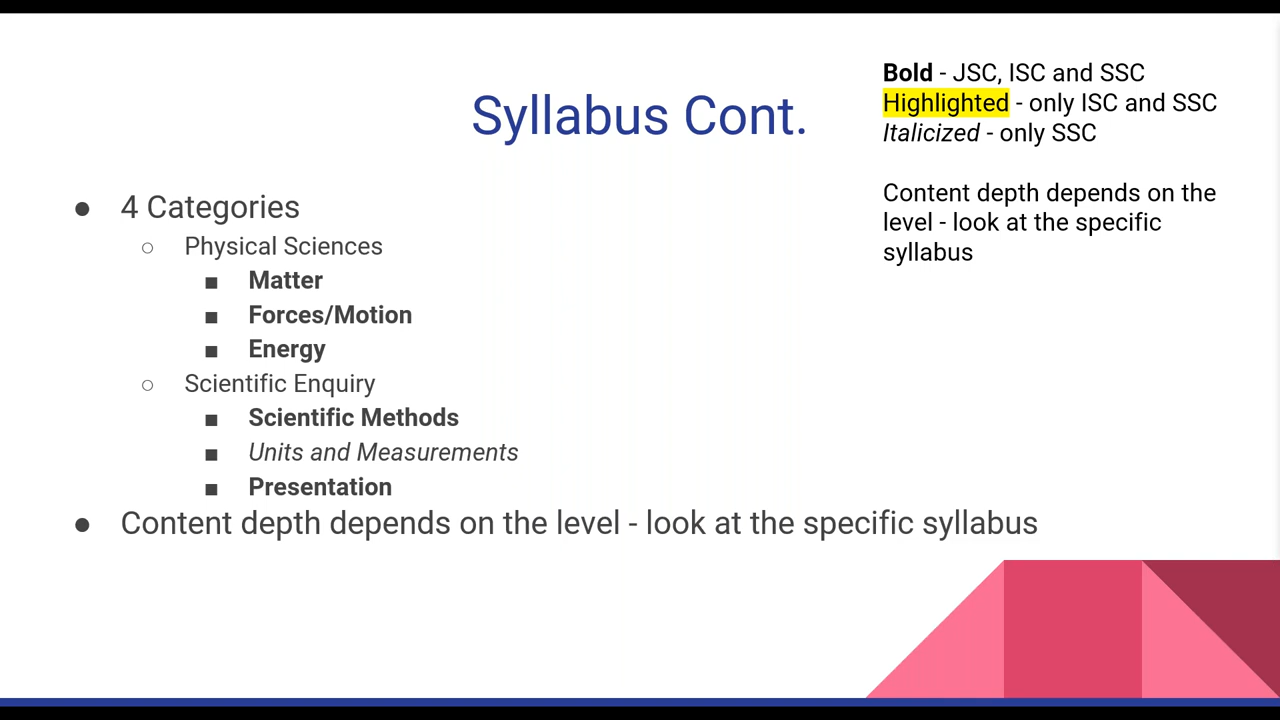 Syllabus Cont.
Bold - JSC, ISC and SSC
Highlighted - only ISC and SSC
Italicized - only SSC
Content depth depends on the
level - look at the specific
syllabus
● 4 Categories
○ Physical Sciences
■ Matter
■ Forces/Motion
■ Energy
○ Scientific Enquiry
■ Scientific Methods
■ Units and Measurements
■ Presentation
● Content depth depends on the level - look at the specific syllabus